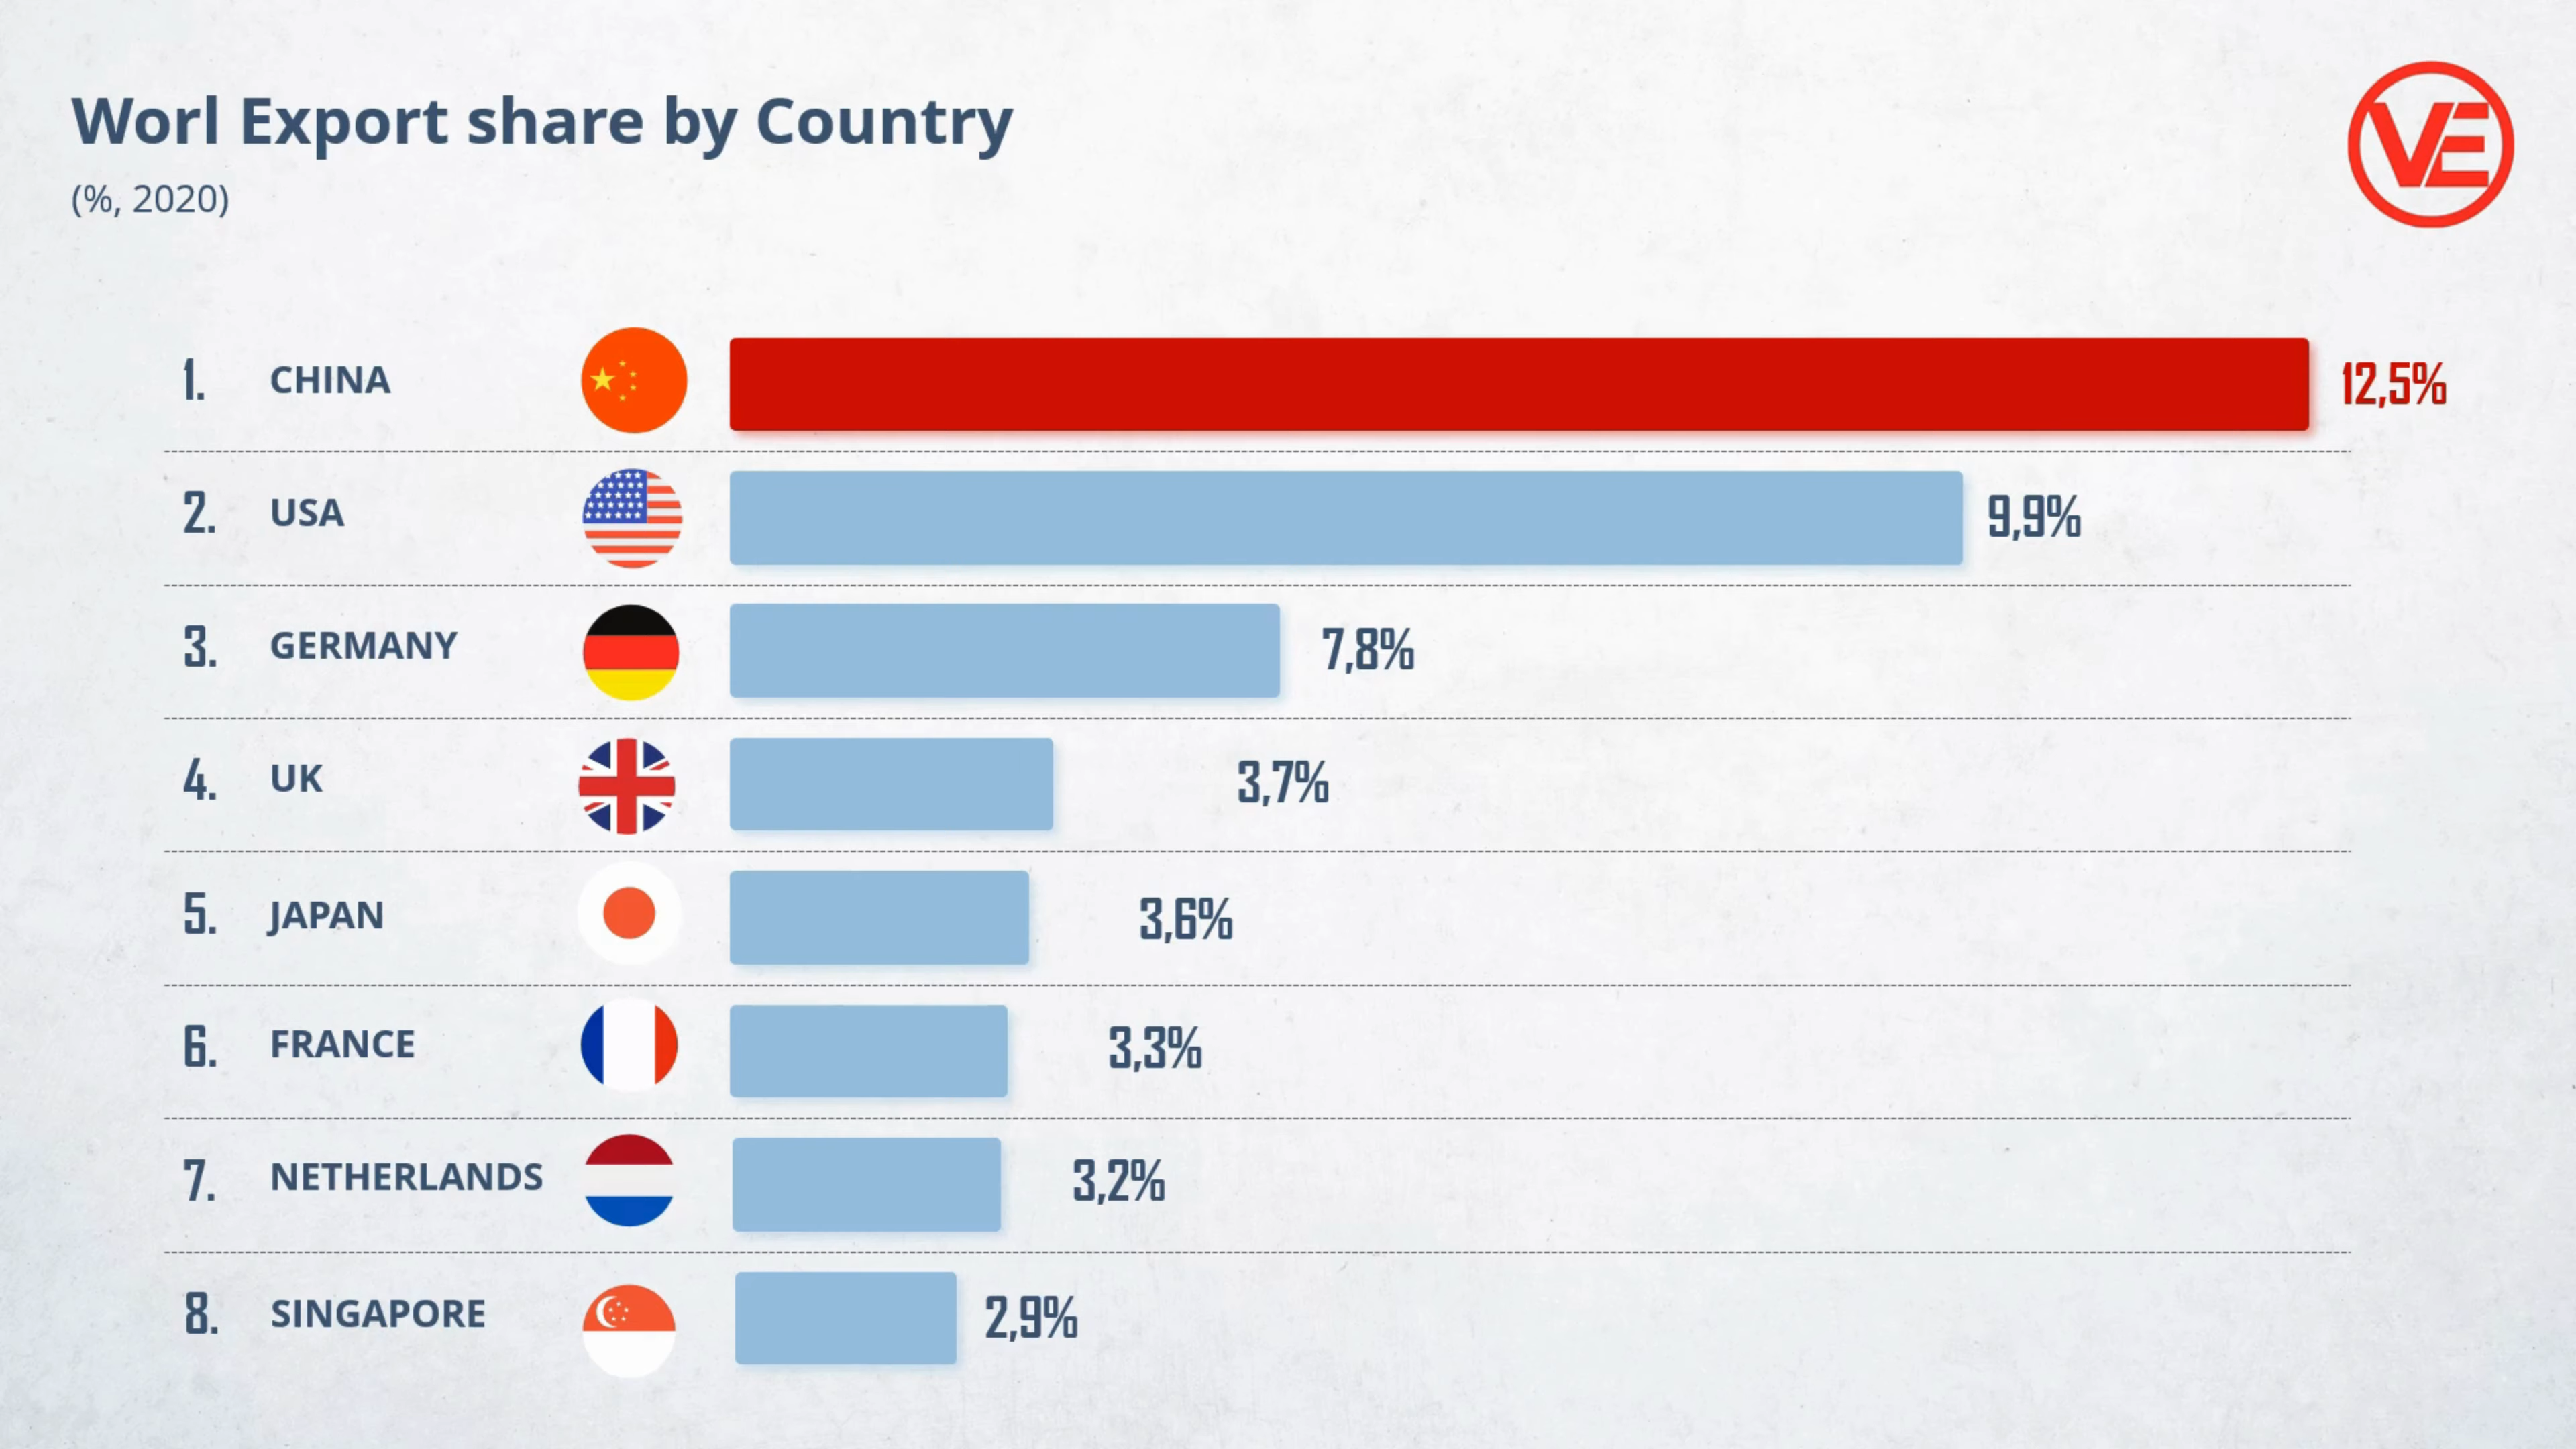 Worl Export share by Country
(%, 2020)
VE
1. CHINA 12,5%
2. USA 9,9%
3. GERMANY 7,8%
4. UK 3,7%
5. JAPAN 3,6%
6. FRANCE 3,3%
7. NETHERLANDS 3,2%
8. SINGAPORE 2,9%